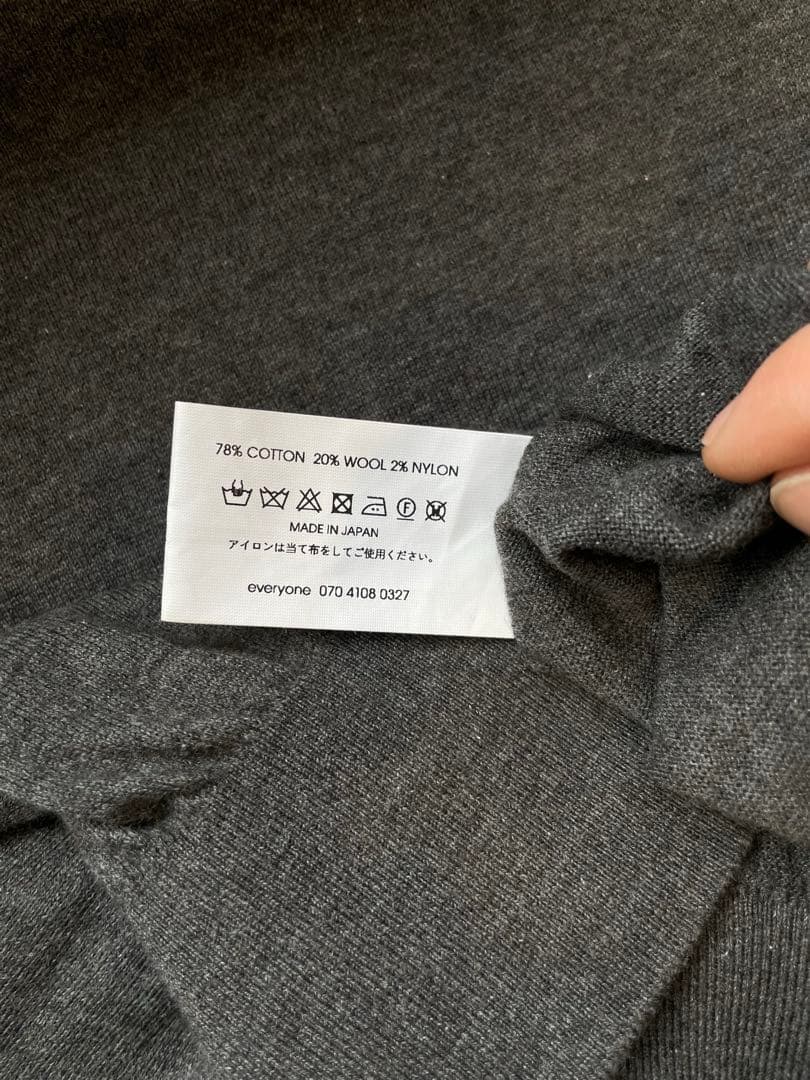 78% COTTON 20% WOOL 2% NYLON
F W
MADE IN JAPAN
アイロンは当て布をしてご使用ください。
everyone 070 4108 0327